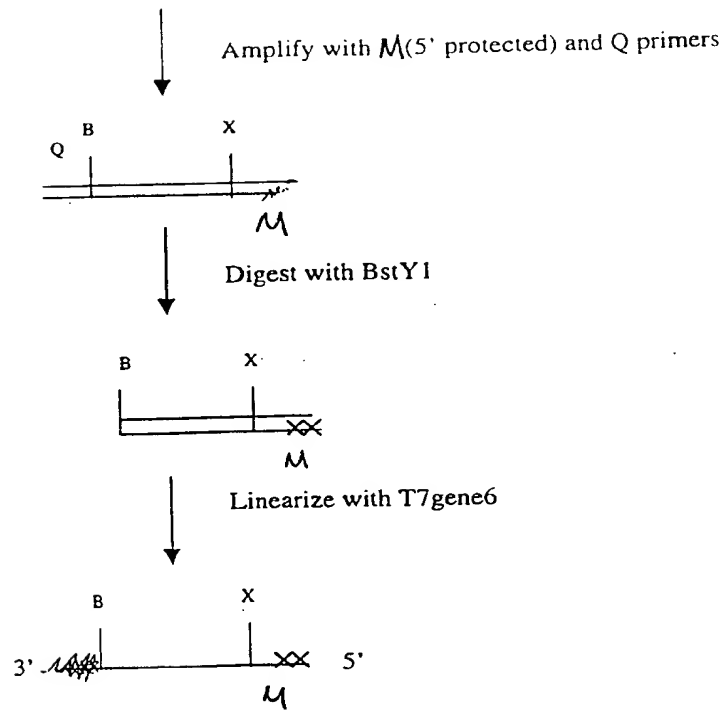 Amplify with M(5' protected) and Q primers
B X
Q
M
Digest with BstY1
B X
M
Linearize with T7gene6
B X
3' 5'
M